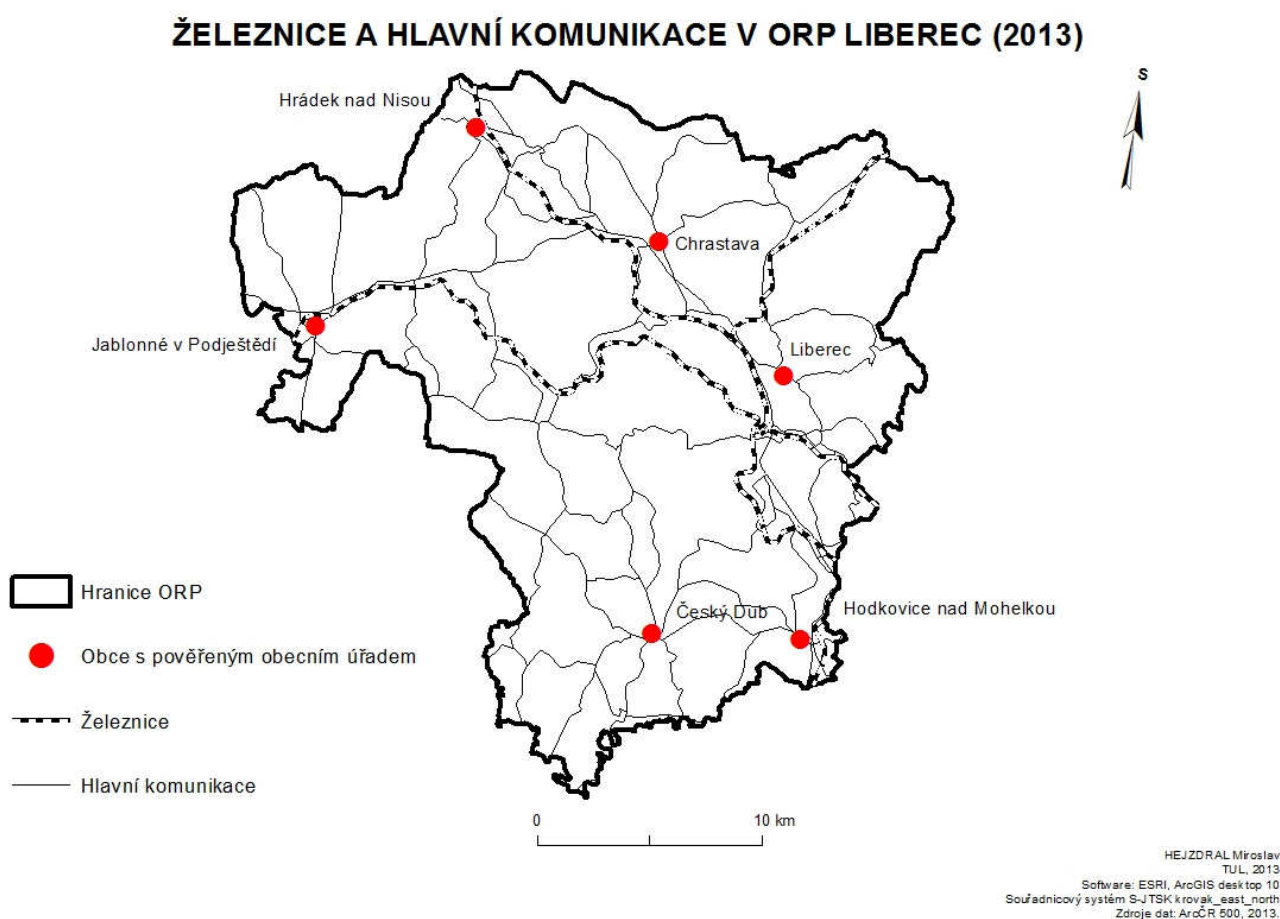 ŽELEZNICE A HLAVNÍ KOMUNIKACE V ORP LIBEREC (2013)
S
Hrádek nad Nisou
Chrastava
Jablonné v Podještědí
Liberec
Český Dub
Hodkovice nad Mohelkou
Hranice ORP
Obce s pověřeným obecním úřadem
Železnice
Hlavní komunikace
0 10 km
HEJZDRAL Miroslav
TUL, 2013
Software: ESRI, ArcGIS desktop 10
Souřadnicový systém S-JTSK krovak_east_north
Zdroje dat: ArcČR 500, 2013.